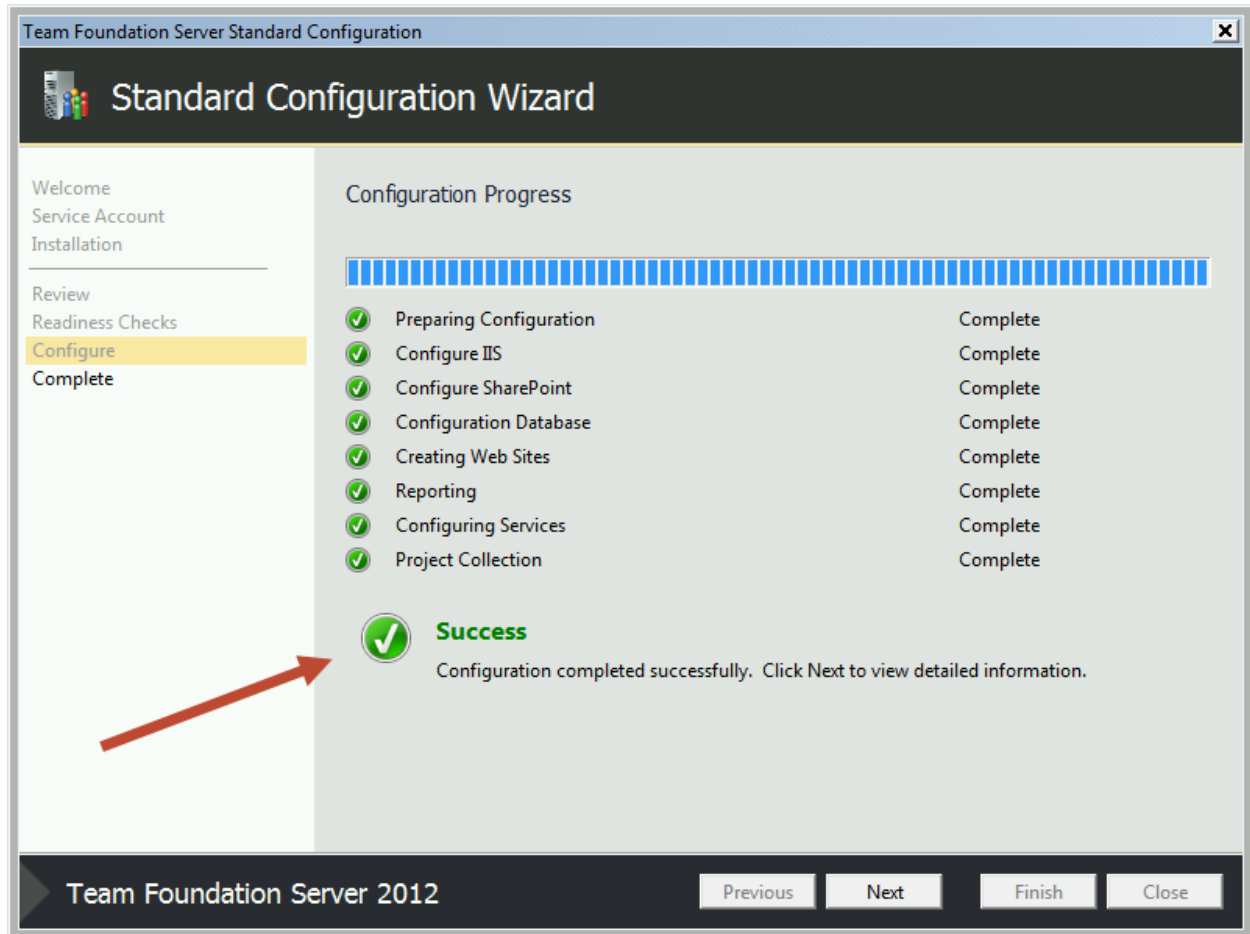 Team Foundation Server Standard Configuration
Standard Configuration Wizard
Welcome
Service Account
Installation
Review
Readiness Checks
Configure
Complete
Configuration Progress
Preparing Configuration Complete
Configure IIS Complete
Configure SharePoint Complete
Configuration Database Complete
Creating Web Sites Complete
Reporting Complete
Configuring Services Complete
Project Collection Complete
Success
Configuration completed successfully. Click Next to view detailed information.
Team Foundation Server 2012
Previous Next Finish Close